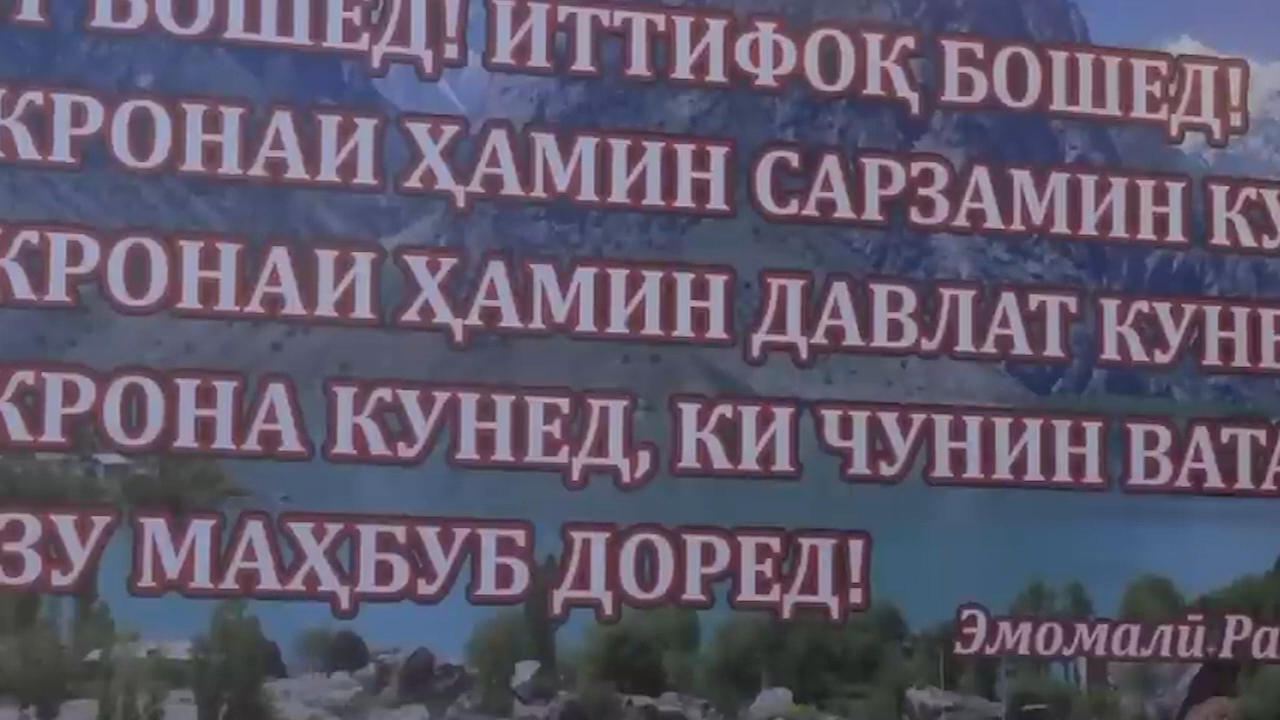 БОШЕД! ИТТИФОҚ БОШЕД!
КРОНАИ ҲАМИН САРЗАМИН КУ
КРОНАИ ҲАМИН ДАВЛАТ КУНЕ
КРОНА КУНЕД, КИ ЧУНИН ВАТА
ЗУ МАҲБУБ ДОРЕД!
Эмомалӣ Ра